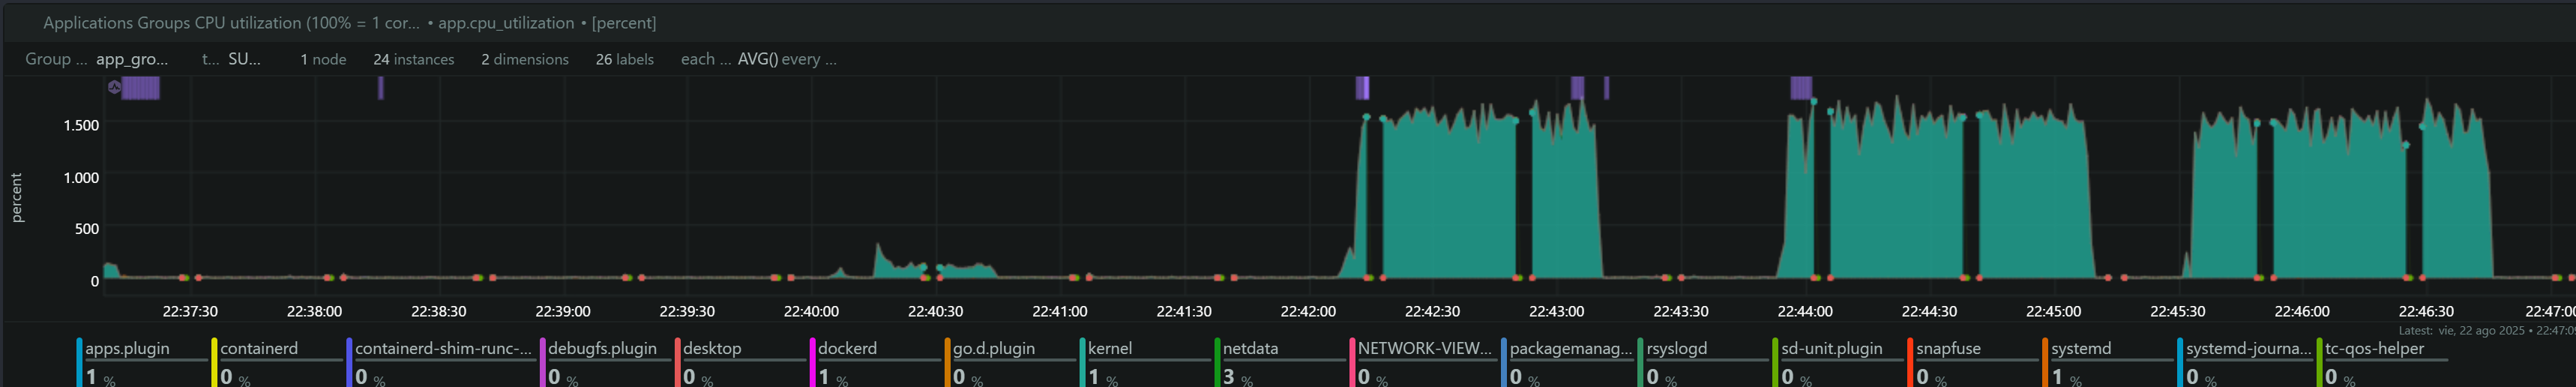 Applications Groups CPU utilization (100% = 1 cor... • app.cpu_utilization • [percent]
Group ... app_gro... t... SU... 1 node 24 instances 2 dimensions 26 labels each ... AVG() every ...
percent
1.500
1.000
500
0
22:37:30 22:38:00 22:38:30 22:39:00 22:39:30 22:40:00 22:40:30 22:41:00 22:41:30 22:42:00 22:42:30 22:43:00 22:43:30 22:44:00 22:44:30 22:45:00 22:45:30 22:46:00 22:46:30 22:47:00
Latest: vie, 22 ago 2025 • 22:47:09
apps.plugin containerd containerd-shim-runc-... debugfs.plugin desktop dockerd go.d.plugin kernel netdata NETWORK-VIEW... packagemanag... rsyslogd sd-unit.plugin snapfuse systemd systemd-journa... tc-qos-helper
1 % 0 % 0 % 0 % 0 % 1 % 0 % 1 % 3 % 0 % 0 % 0 % 0 % 0 % 1 % 0 % 0 %